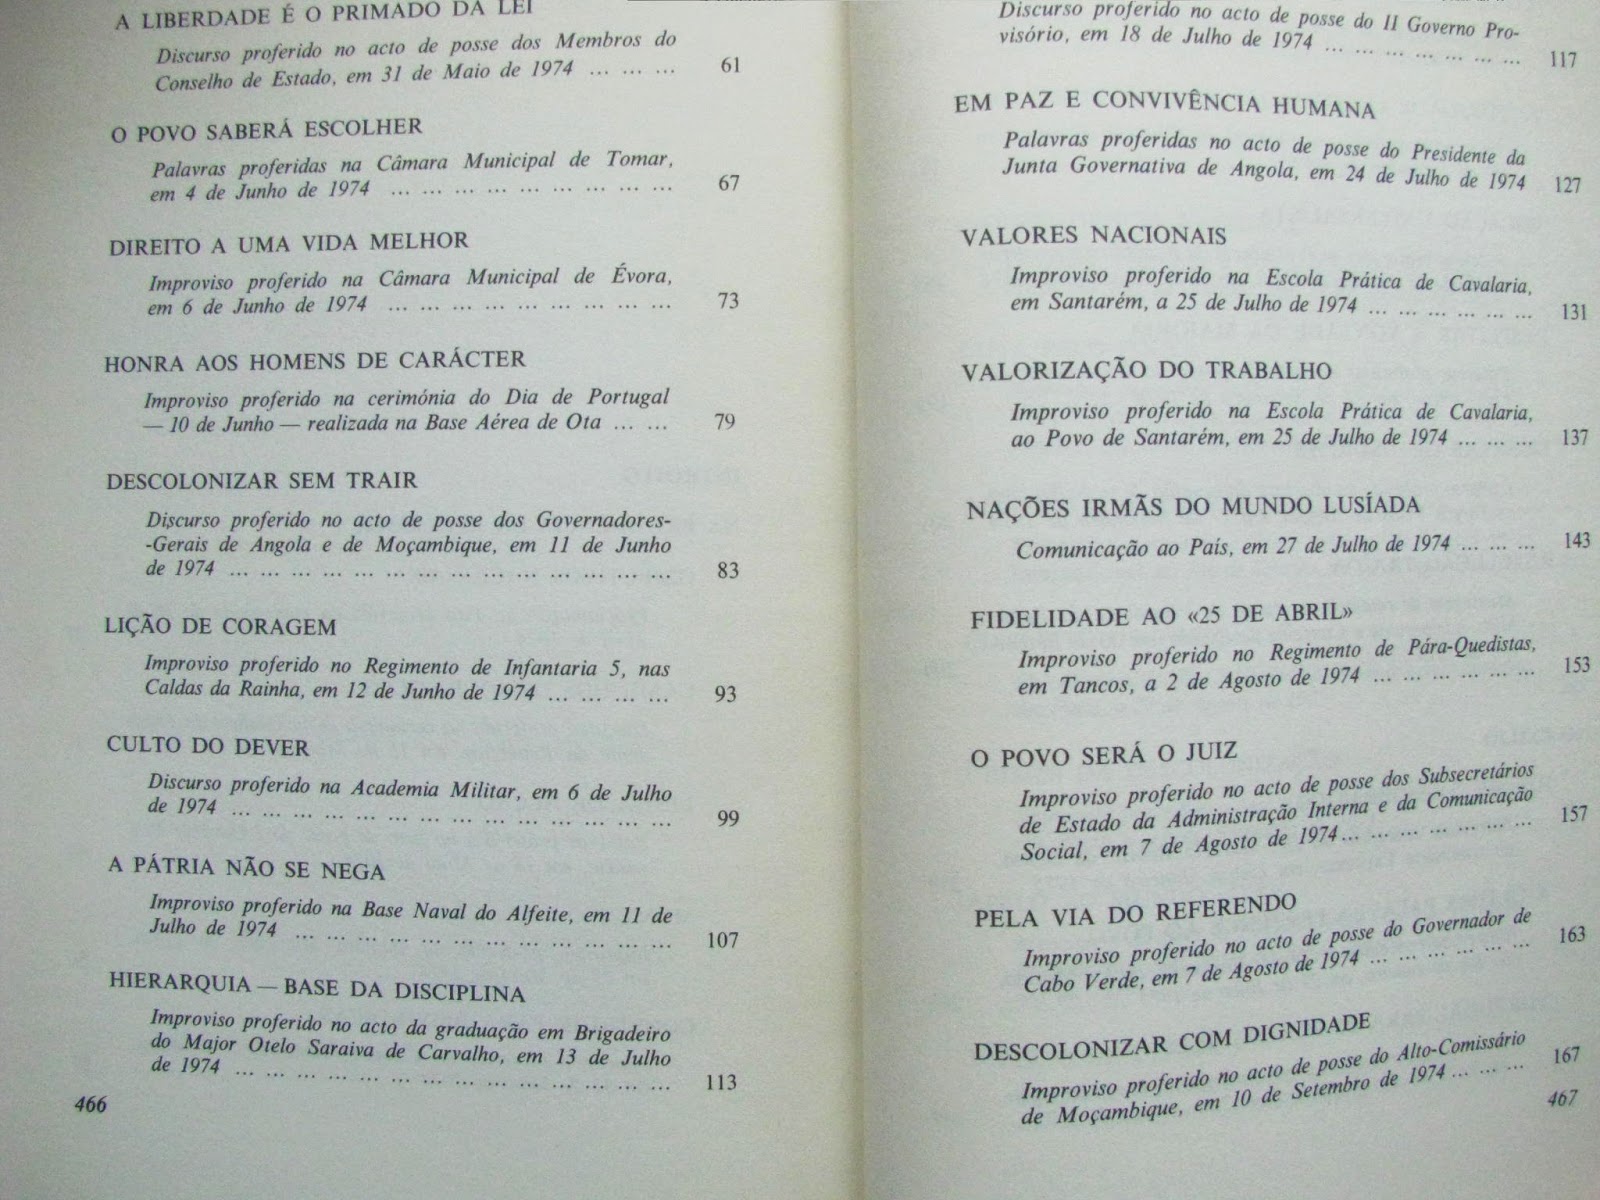 A LIBERDADE É O PRIMADO DA LEI
Discurso proferido no acto de posse dos Membros do
Conselho de Estado, em 31 de Maio de 1974 ... ... ... 61
O POVO SABERÁ ESCOLHER
Palavras proferidas na Câmara Municipal de Tomar,
em 4 de Junho de 1974 ... ... ... ... ... ... ... ... ... 67
DIREITO A UMA VIDA MELHOR
Improviso proferido na Câmara Municipal de Évora,
em 6 de Junho de 1974 ... ... ... ... ... ... ... ... ... 73
HONRA AOS HOMENS DE CARÁCTER
Improviso proferido na cerimónia do Dia de Portugal
— 10 de Junho — realizada na Base Aérea de Ota ... ... 79
DESCOLONIZAR SEM TRAIR
Discurso proferido no acto de posse dos Governadores-
-Gerais de Angola e de Moçambique, em 11 de Junho
de 1974 ... ... ... ... ... ... ... ... ... ... ... ... ... ... 83
LIÇÃO DE CORAGEM
Improviso proferido no Regimento de Infantaria 5, nas
Caldas da Rainha, em 12 de Junho de 1974 ... ... ... ... 93
CULTO DO DEVER
Discurso proferido na Academia Militar, em 6 de Julho
de 1974 ... ... ... ... ... ... ... ... ... ... ... ... ... ... 99
A PÁTRIA NÃO SE NEGA
Improviso proferido na Base Naval do Alfeite, em 11 de
Julho de 1974 ... ... ... ... ... ... ... ... ... ... ... ... 107
HIERARQUIA — BASE DA DISCIPLINA
Improviso proferido no acto da graduação em Brigadeiro
do Major Otelo Saraiva de Carvalho, em 13 de Julho
de 1974 ... ... ... ... ... ... ... ... ... ... ... ... ... ... 113
466
Discurso proferido no acto de posse do II Governo Pro-
visório, em 18 de Julho de 1974 ... ... ... ... ... ... ... 117
EM PAZ E CONVIVÊNCIA HUMANA
Palavras proferidas no acto de posse do Presidente da
Junta Governativa de Angola, em 24 de Julho de 1974 127
VALORES NACIONAIS
Improviso proferido na Escola Prática de Cavalaria,
em Santarém, a 25 de Julho de 1974 ... ... ... ... ... ... 131
VALORIZAÇÃO DO TRABALHO
Improviso proferido na Escola Prática de Cavalaria,
ao Povo de Santarém, em 25 de Julho de 1974 ... ... ... 137
NAÇÕES IRMÃS DO MUNDO LUSÍADA
Comunicação ao País, em 27 de Julho de 1974 ... ... ... 143
FIDELIDADE AO «25 DE ABRIL»
Improviso proferido no Regimento de Pára-Quedistas,
em Tancos, a 2 de Agosto de 1974 ... ... ... ... ... ... 153
O POVO SERÁ O JUIZ
Improviso proferido no acto de posse dos Subsecretários
de Estado da Administração Interna e da Comunicação
Social, em 7 de Agosto de 1974... ... ... ... ... ... ... 157
PELA VIA DO REFERENDO
Improviso proferido no acto de posse do Governador de
Cabo Verde, em 7 de Agosto de 1974 ... ... ... ... ... ... 163
DESCOLONIZAR COM DIGNIDADE
Improviso proferido no acto de posse do Alto-Comissário
de Moçambique, em 10 de Setembro de 1974 ... ... ... 167
467